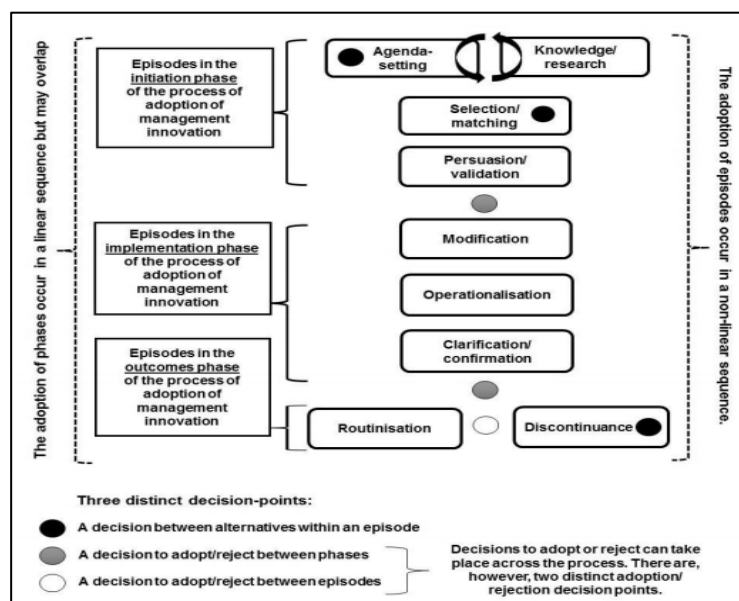 The adoption of phases occur in a linear sequence but may overlap
Episodes in the
initiation phase
of the process of
adoption of
management
innovation
Agenda-
setting
Knowledge/
research
Selection/
matching
Persuasion/
validation
Episodes in the
implementation phase
of the process of
adoption of
management
innovation
Modification
Operationalisation
Clarification/
confirmation
Episodes in the
outcomes phase
of the process of
adoption of
management
innovation
Routinisation
Discontinuance
The adoption of episodes occur in a non-linear sequence.
Three distinct decision-points:
A decision between alternatives within an episode
A decision to adopt/reject between phases
A decision to adopt/reject between episodes
Decisions to adopt or reject can take
place across the process. There are,
however, two distinct adoption/
rejection decision points.